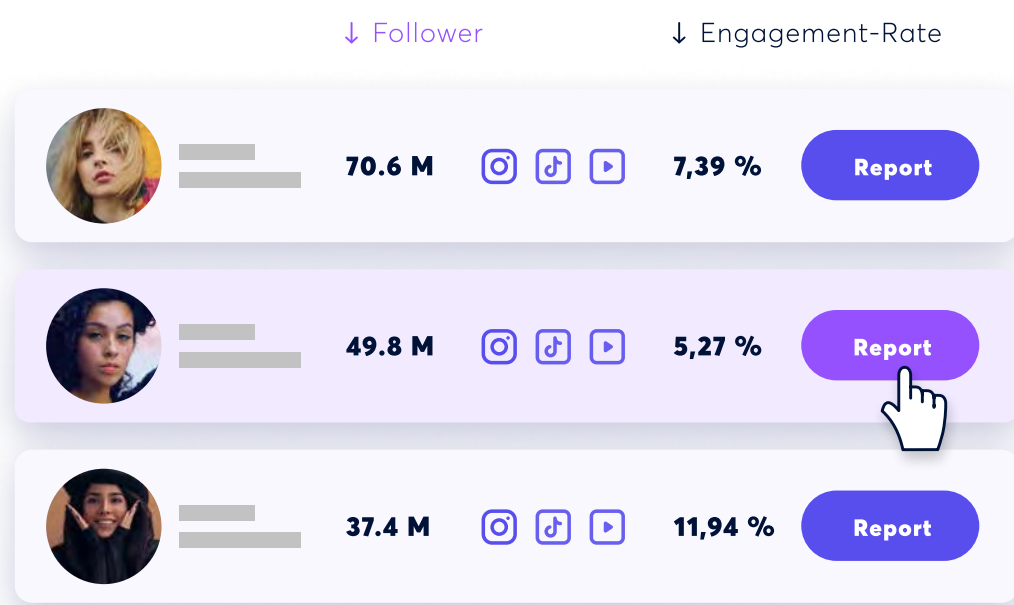 ↓ Follower ↓ Engagement-Rate
70.6 M 7,39 % Report
49.8 M 5,27 % Report
37.4 M 11,94 % Report